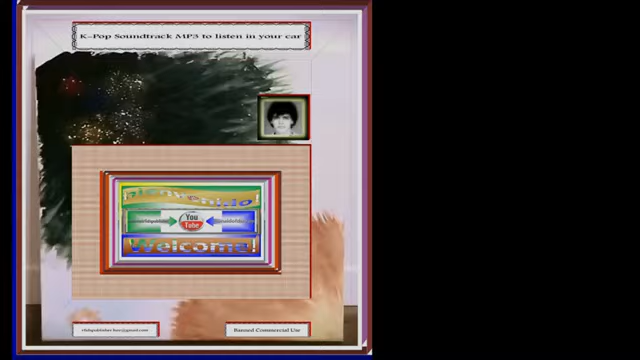 K-Pop Soundtrack MP3 to listen in your car
Bienvenido!
You
Tube
Welcome!
Banned Commercial Use